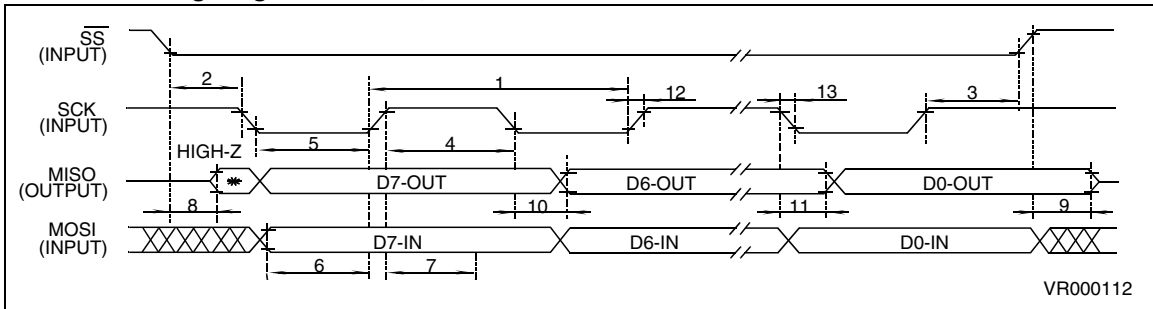 SS
(INPUT)
2
1
12
13
3
SCK
(INPUT)
5
4
HIGH-Z
MISO
(OUTPUT)
D7-OUT
D6-OUT
D0-OUT
8
10
11
9
MOSI
(INPUT)
D7-IN
D6-IN
D0-IN
6
7
VR000112